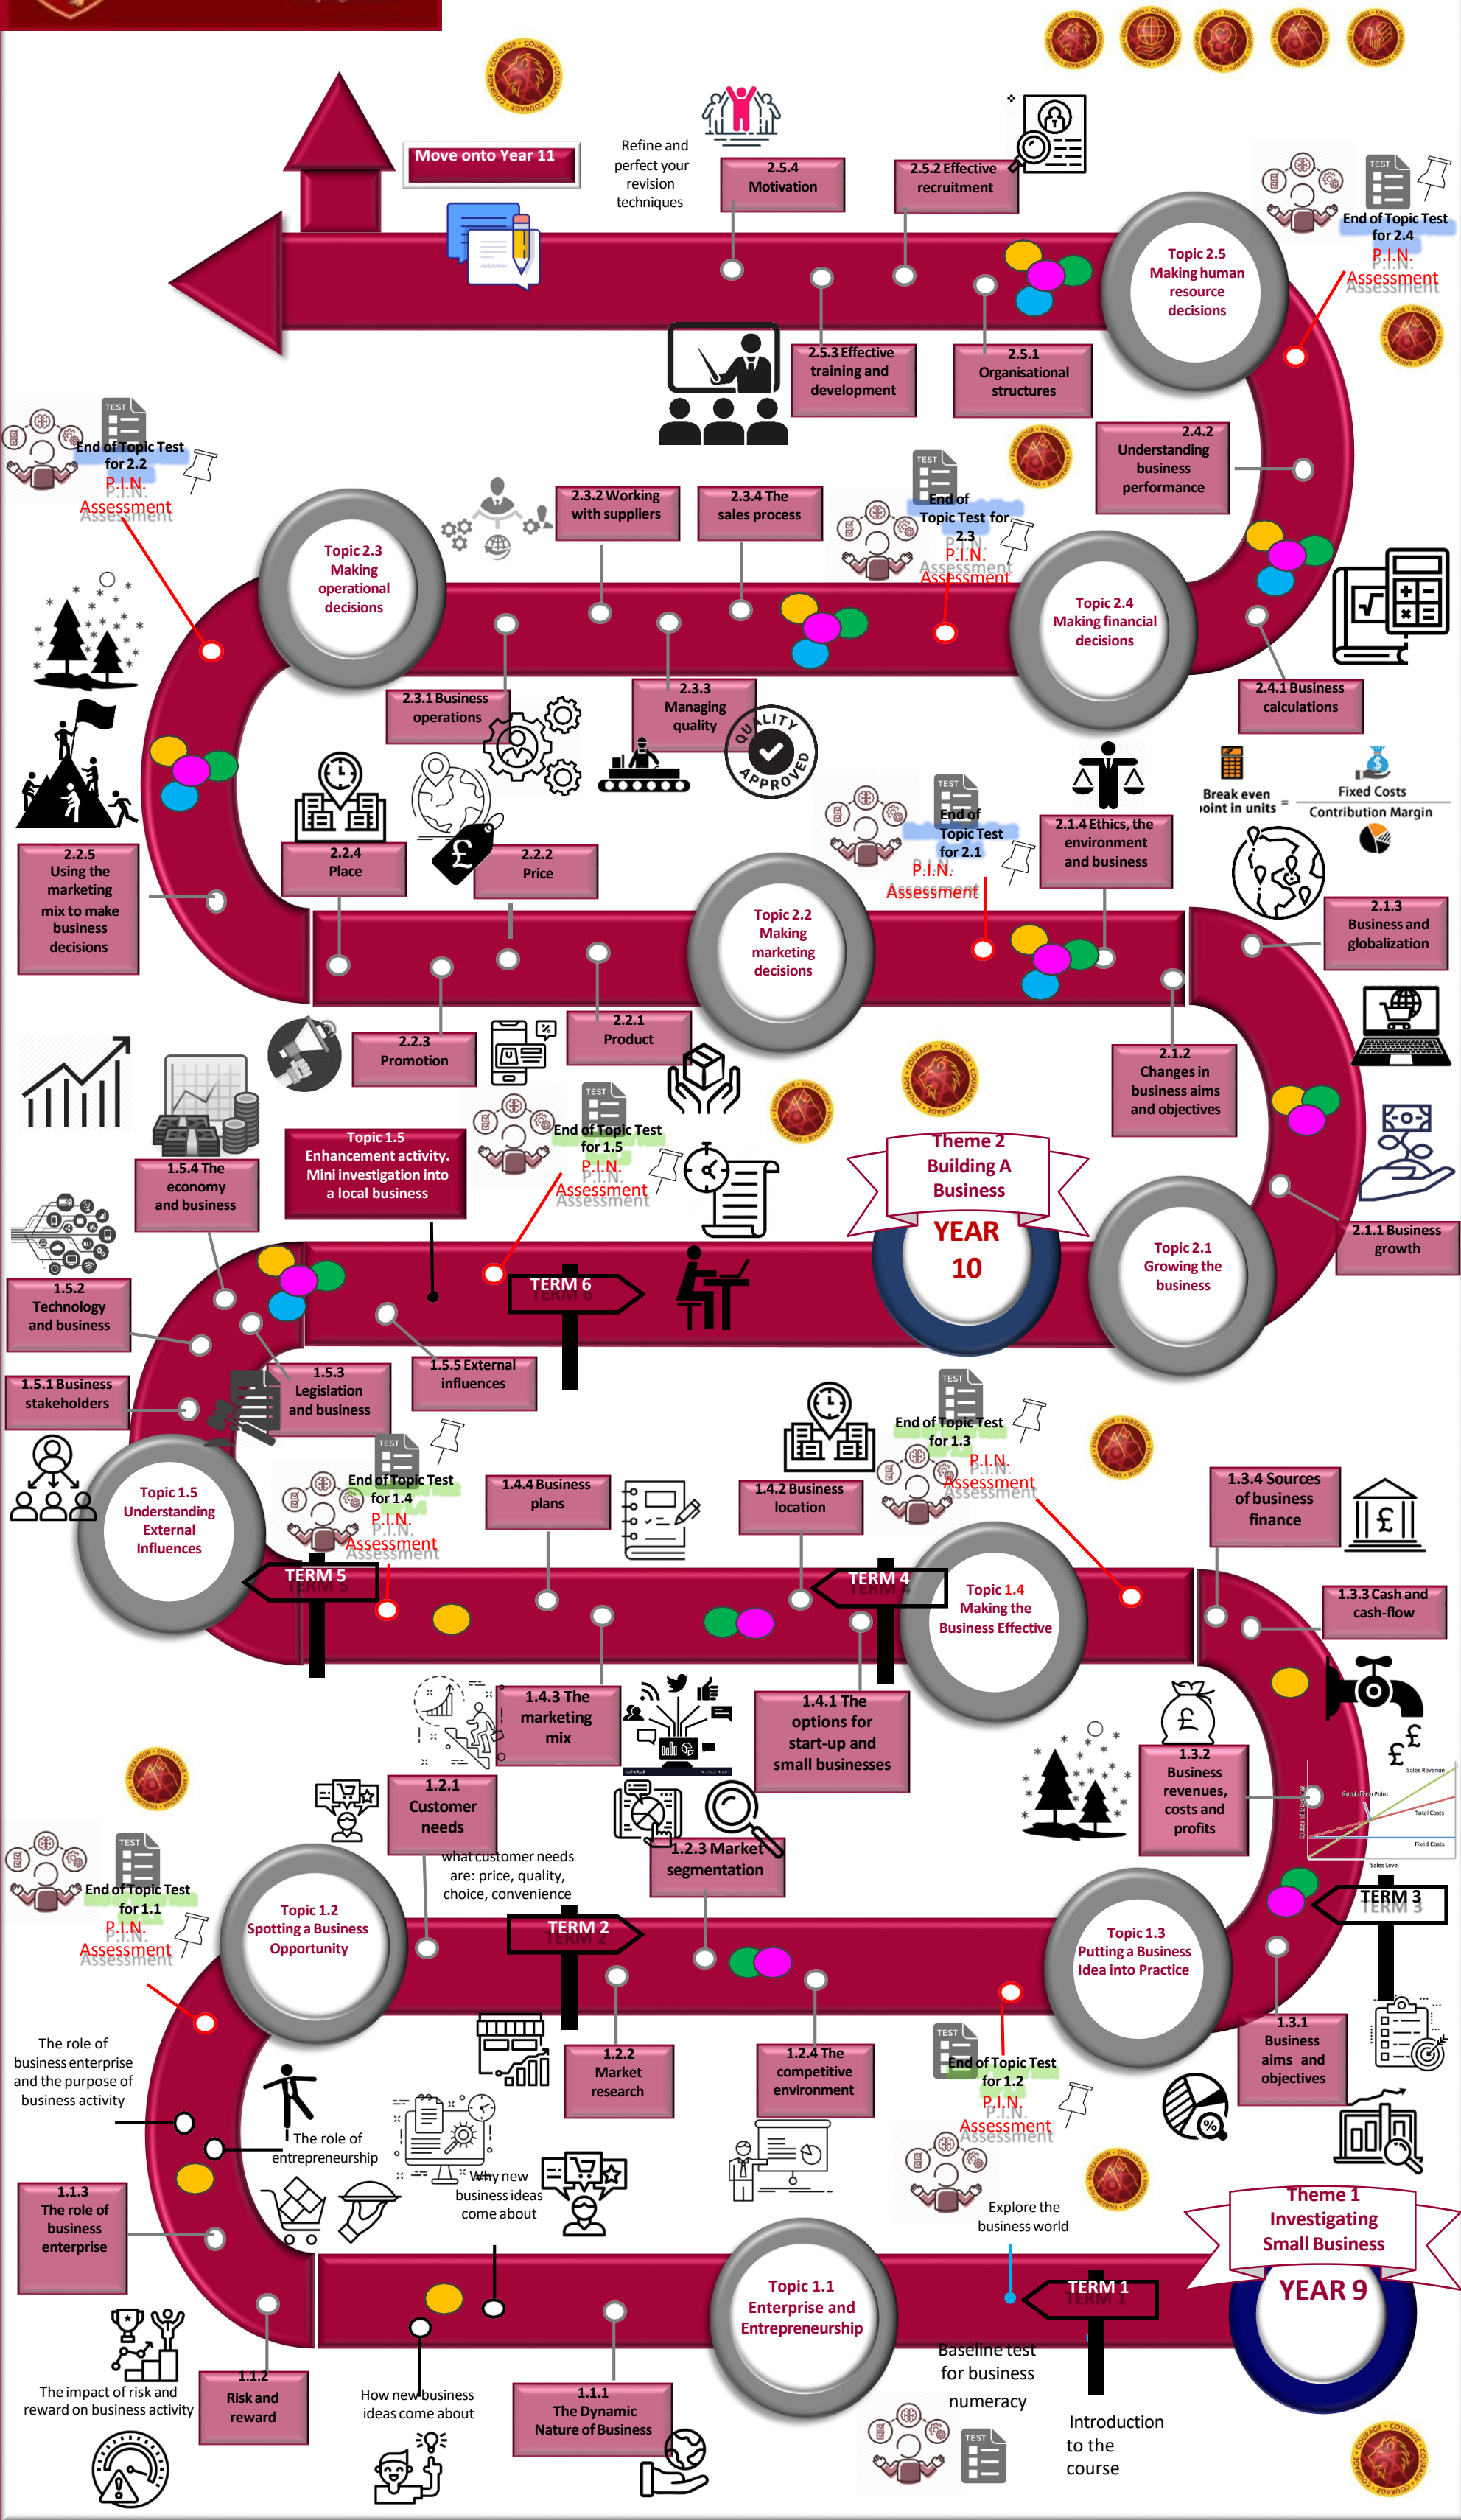 Move onto Year 11
Refine and
perfect your
revision
techniques
2.5.4
Motivation
2.5.2 Effective
recruitment
TEST
End of Topic Test
for 2.4
P.I.N.
Assessment
Topic 2.5
Making human
resource
decisions
2.5.3 Effective
training and
development
2.5.1
Organisational
structures
2.4.2
Understanding
business
performance
TEST
End of Topic Test
for 2.2
P.I.N.
Assessment
2.3.2 Working
with suppliers
2.3.4 The
sales process
TEST
End of
Topic Test for
2.3
P.I.N.
Assessment
Topic 2.3
Making
operational
decisions
Topic 2.4
Making financial
decisions
2.3.1 Business
operations
2.3.3
Managing
quality
QUALITY
APPROVED
2.4.1 Business
calculations
Break even
point in units
=
Fixed Costs
Contribution Margin
2.2.5
Using the
marketing
mix to make
business
decisions
2.2.4
Place
£
2.2.2
Price
TEST
End of
Topic Test
for 2.1
P.I.N.
Assessment
2.1.4 Ethics, the
environment
and business
2.1.3
Business and
globalization
Topic 2.2
Making
marketing
decisions
2.2.3
Promotion
2.2.1
Product
2.1.2
Changes in
business aims
and objectives
1.5.4 The
economy
and business
Topic 1.5
Enhancement activity.
Mini investigation into
a local business
TEST
End of Topic Test
for 1.5
P.I.N.
Assessment
Theme 2
Building A
Business
YEAR
10
Topic 2.1
Growing the
business
2.1.1 Business
growth
1.5.2
Technology
and business
TERM 6
1.5.1 Business
stakeholders
1.5.3
Legislation
and business
1.5.5 External
influences
Topic 1.5
Understanding
External
Influences
TEST
End of Topic Test
for 1.4
P.I.N.
Assessment
1.4.4 Business
plans
1.4.2 Business
location
TEST
End of Topic Test
for 1.3
P.I.N.
Assessment
1.3.4 Sources
of business
finance
£
TERM 5
TERM 4
Topic 1.4
Making the
Business Effective
1.3.3 Cash and
cash-flow
1.4.3 The
marketing
mix
1.4.1 The
options for
start-up and
small businesses
£
££
1.3.2
Business
revenues,
costs and
profits
Sales Revenue
Total Costs
Fixed Costs
Sales Level
1.2.1
Customer
needs
what customer needs
are: price, quality,
choice, convenience
1.2.3 Market
segmentation
TEST
End of Topic Test
for 1.1
P.I.N.
Assessment
Topic 1.2
Spotting a Business
Opportunity
TERM 2
Topic 1.3
Putting a Business
Idea into Practice
TERM 3
1.2.2
Market
research
1.2.4 The
competitive
environment
TEST
End of Topic Test
for 1.2
P.I.N.
Assessment
1.3.1
Business
aims and
objectives
The role of
business enterprise
and the purpose of
business activity
The role of
entrepreneurship
Why new
business ideas
come about
1.1.3
The role of
business
enterprise
Explore the
business world
Theme 1
Investigating
Small Business
YEAR 9
Topic 1.1
Enterprise and
Entrepreneurship
TERM 1
1.1.2
Risk and
reward
The impact of risk and
reward on business activity
How new business
ideas come about
1.1.1
The Dynamic
Nature of Business
Baseline test
for business
numeracy
TEST
Introduction
to the
course